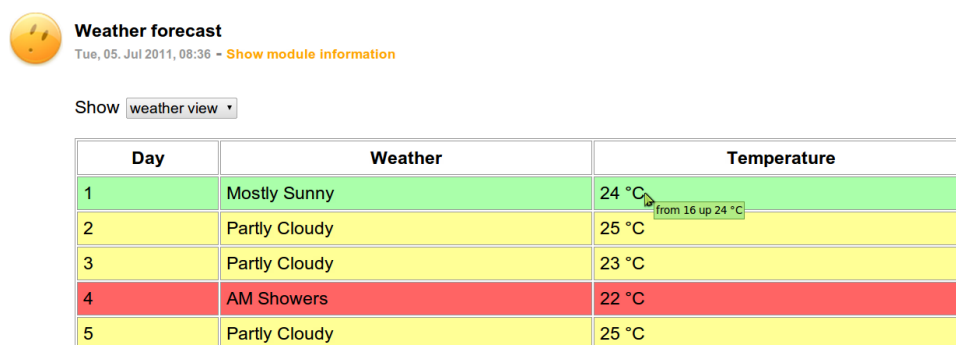 Weather forecast
Tue, 05. Jul 2011, 08:36 - Show module information
Show weather view
Day Weather Temperature
1 Mostly Sunny 24 °C
from 16 up 24 °C
2 Partly Cloudy 25 °C
3 Partly Cloudy 23 °C
4 AM Showers 22 °C
5 Partly Cloudy 25 °C